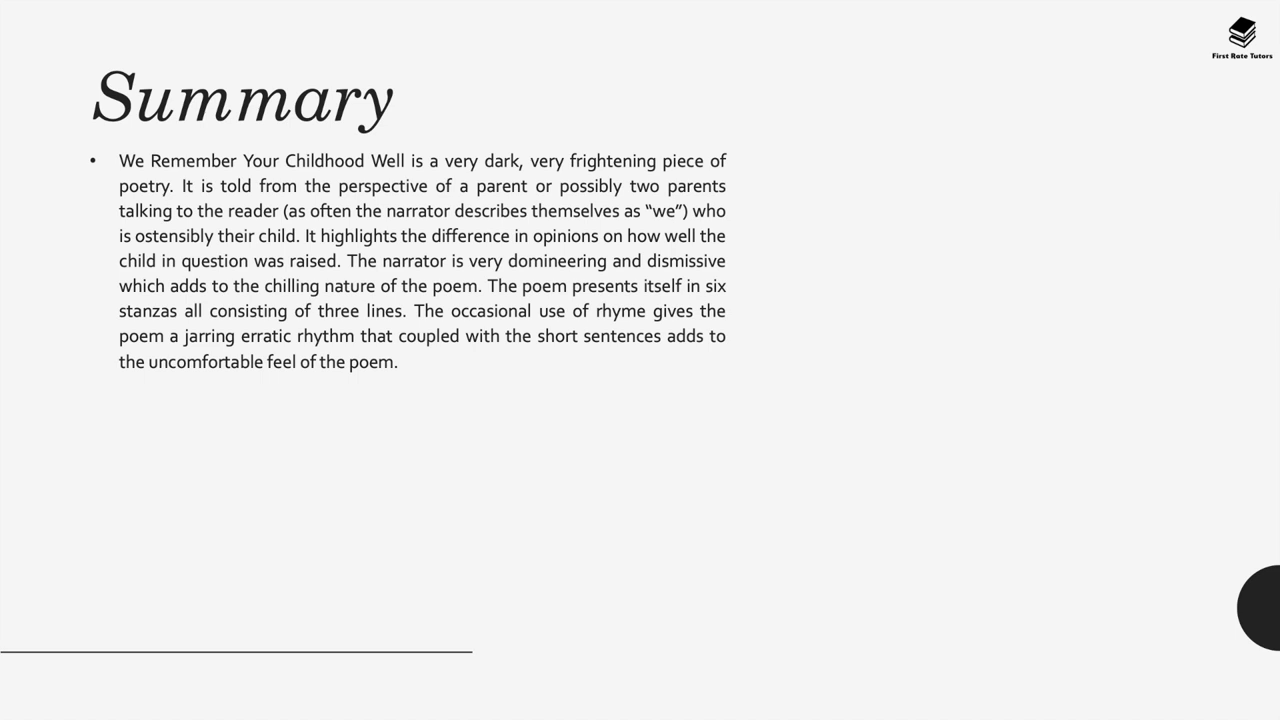 First Rate Tutors
Summary
• We Remember Your Childhood Well is a very dark, very frightening piece of
poetry. It is told from the perspective of a parent or possibly two parents
talking to the reader (as often the narrator describes themselves as “we”) who
is ostensibly their child. It highlights the difference in opinions on how well the
child in question was raised. The narrator is very domineering and dismissive
which adds to the chilling nature of the poem. The poem presents itself in six
stanzas all consisting of three lines. The occasional use of rhyme gives the
poem a jarring erratic rhythm that coupled with the short sentences adds to
the uncomfortable feel of the poem.